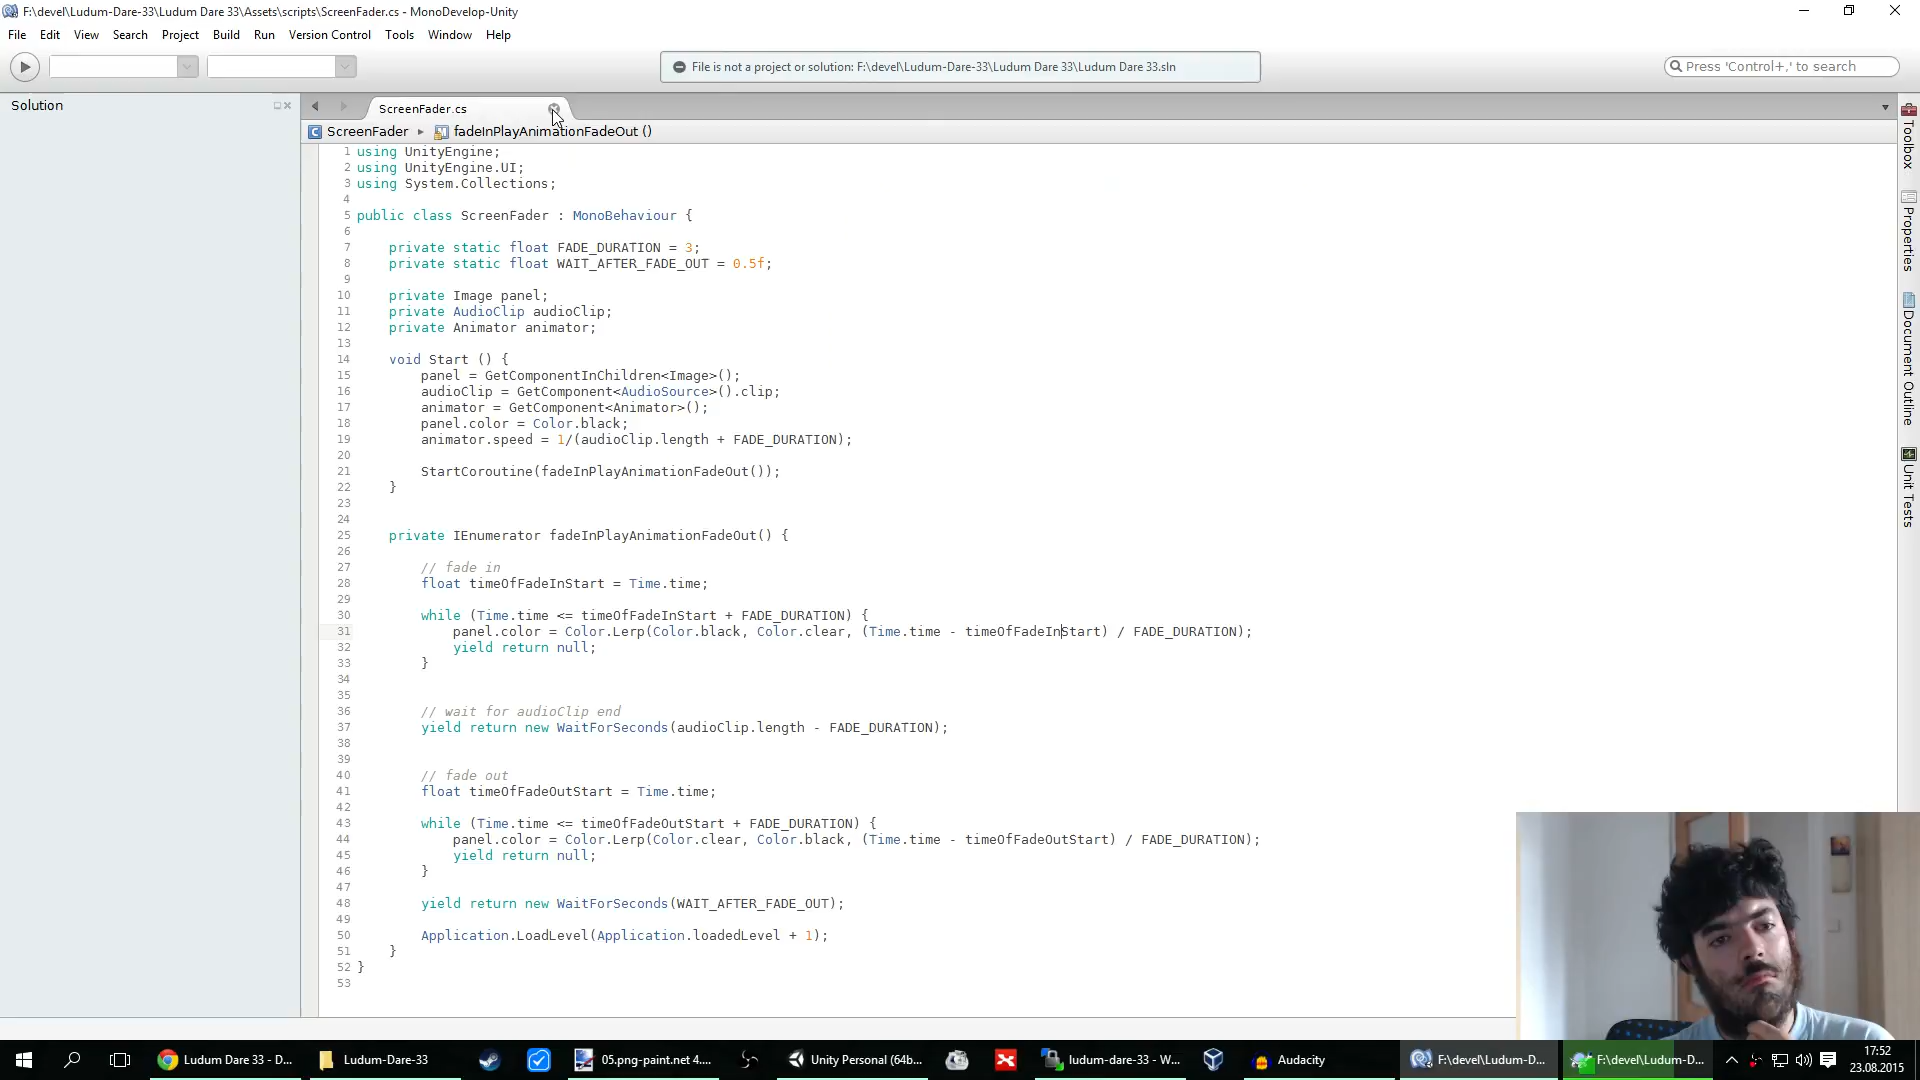 F:\devel\Ludum-Dare-33\Ludum Dare 33\Assets\scripts\ScreenFader.cs - MonoDevelop-Unity
File Edit View Search Project Build Run Version Control Tools Window Help
File is not a project or solution: F:\devel\Ludum-Dare-33\Ludum Dare 33\Ludum Dare 33.sln
Press 'Control+,' to search
Solution
ScreenFader.cs
ScreenFader fadeInPlayAnimationFadeOut ()
1 using UnityEngine;
2 using UnityEngine.UI;
3 using System.Collections;
4
5 public class ScreenFader : MonoBehaviour {
6
7 private static float FADE_DURATION = 3;
8 private static float WAIT_AFTER_FADE_OUT = 0.5f;
9
10 private Image panel;
11 private AudioClip audioClip;
12 private Animator animator;
13
14 void Start () {
15 panel = GetComponentInChildren<Image>();
16 audioClip = GetComponent<AudioSource>().clip;
17 animator = GetComponent<Animator>();
18 panel.color = Color.black;
19 animator.speed = 1/(audioClip.length + FADE_DURATION);
20
21 StartCoroutine(fadeInPlayAnimationFadeOut());
22 }
23
24
25 private IEnumerator fadeInPlayAnimationFadeOut() {
26
27 // fade in
28 float timeOfFadeInStart = Time.time;
29
30 while (Time.time <= timeOfFadeInStart + FADE_DURATION) {
31 panel.color = Color.Lerp(Color.black, Color.clear, (Time.time - timeOfFadeInStart) / FADE_DURATION);
32 yield return null;
33 }
34
35
36 // wait for audioClip end
37 yield return new WaitForSeconds(audioClip.length - FADE_DURATION);
38
39
40 // fade out
41 float timeOfFadeOutStart = Time.time;
42
43 while (Time.time <= timeOfFadeOutStart + FADE_DURATION) {
44 panel.color = Color.Lerp(Color.clear, Color.black, (Time.time - timeOfFadeOutStart) / FADE_DURATION);
45 yield return null;
46 }
47
48 yield return new WaitForSeconds(WAIT_AFTER_FADE_OUT);
49
50 Application.LoadLevel(Application.loadedLevel + 1);
51 }
52 }
53
Toolbox
Properties
Document Outline
Unit Tests
Ludum Dare 33 - D... Ludum-Dare-33 05.png-paint.net 4.... Unity Personal (64b... ludum-dare-33 - W... Audacity F:\devel\Ludum-D... F:\devel\Ludum-D... 17:52
23.08.2015